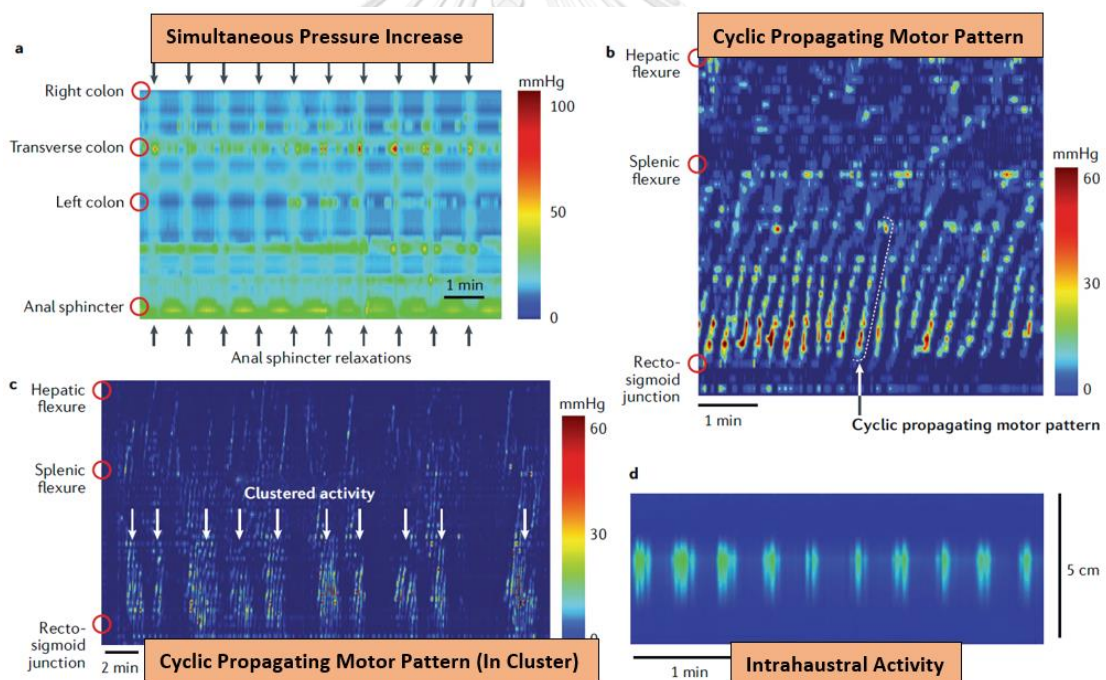 a
Simultaneous Pressure Increase
mmHg
Right colon
100
Transverse colon
Left colon
50
1 min
Anal sphincter
0
Anal sphincter relaxations
b
Cyclic Propagating Motor Pattern
Hepatic
flexure
Splenic
flexure
mmHg
60
30
Recto-
sigmoid
junction
0
1 min
Cyclic propagating motor pattern
c
Hepatic
flexure
mmHg
60
Splenic
flexure
Clustered activity
30
Recto-
sigmoid
junction
0
2 min
Cyclic Propagating Motor Pattern (In Cluster)
d
5 cm
1 min
Intrahaustral Activity